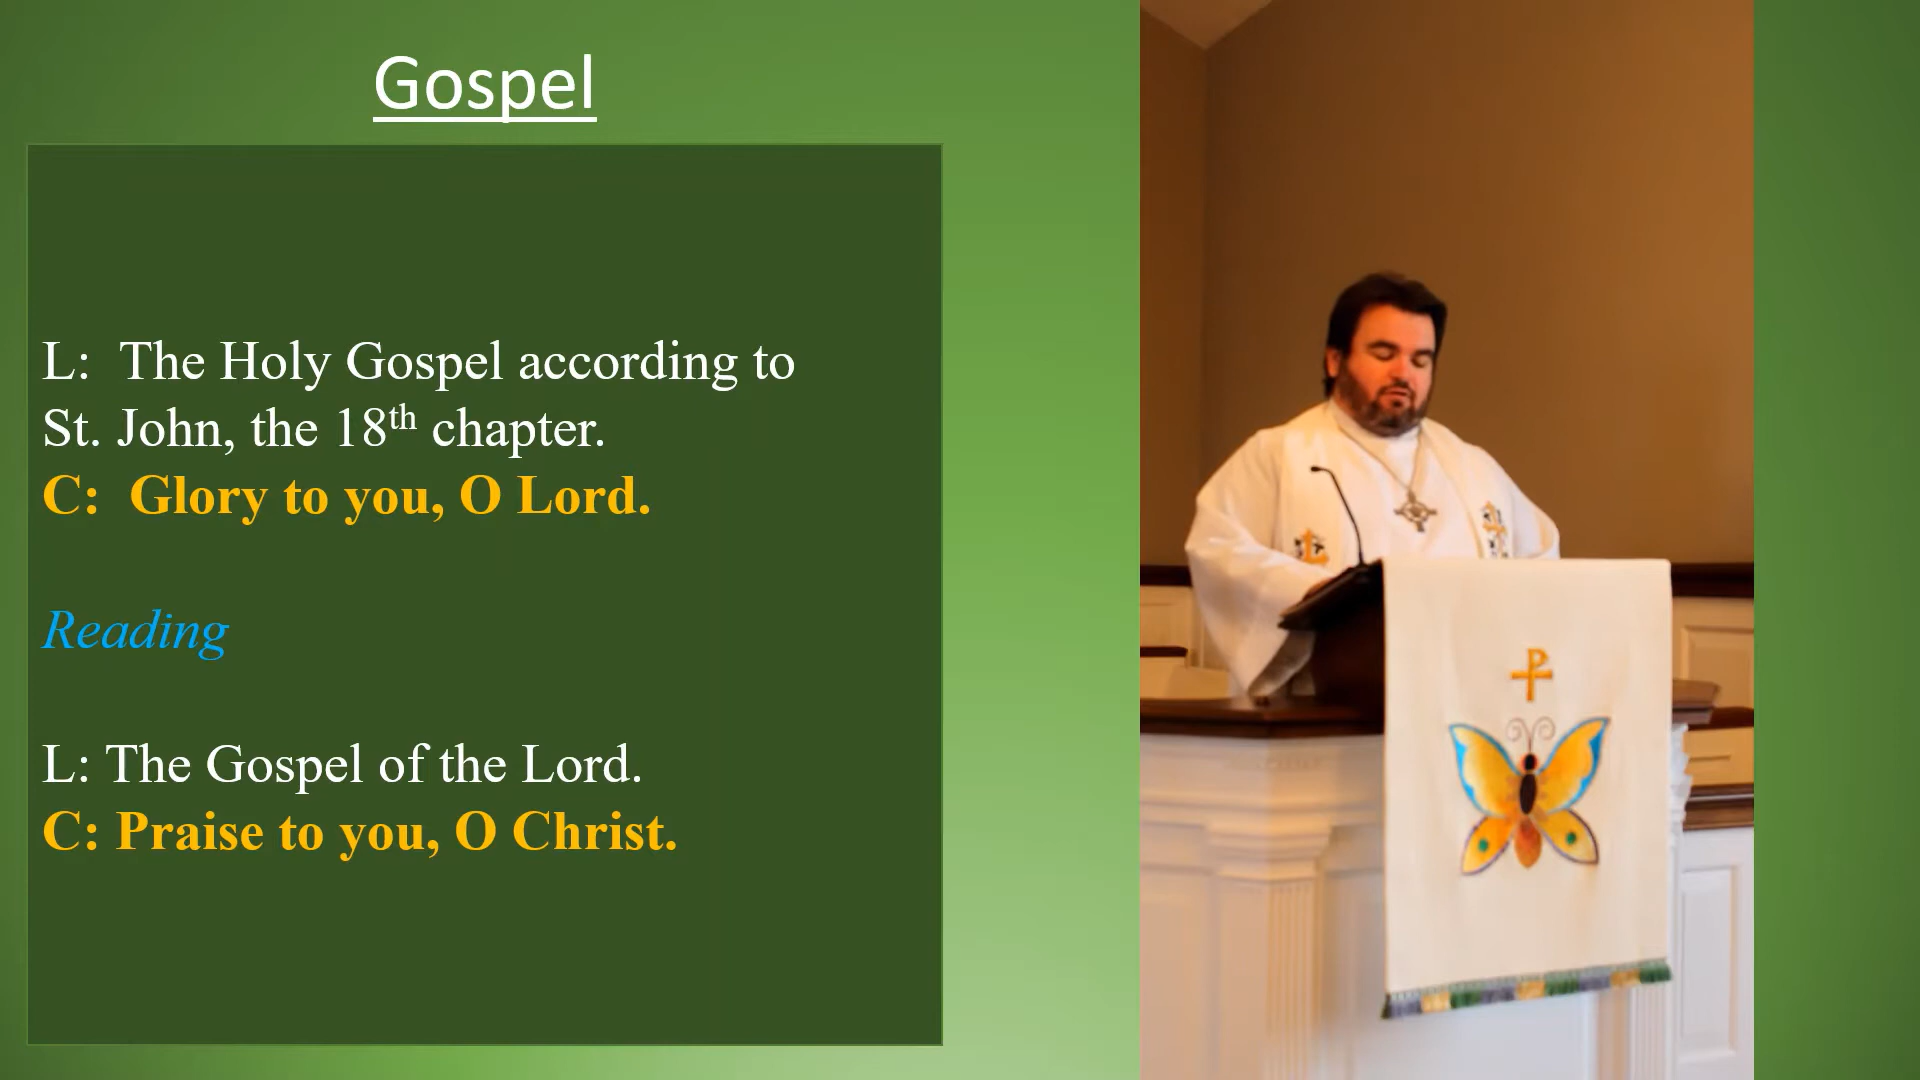 Gospel
L:  The Holy Gospel according to
St. John, the 18th chapter.
C:  Glory to you, O Lord.
Reading
L: The Gospel of the Lord.
C: Praise to you, O Christ.